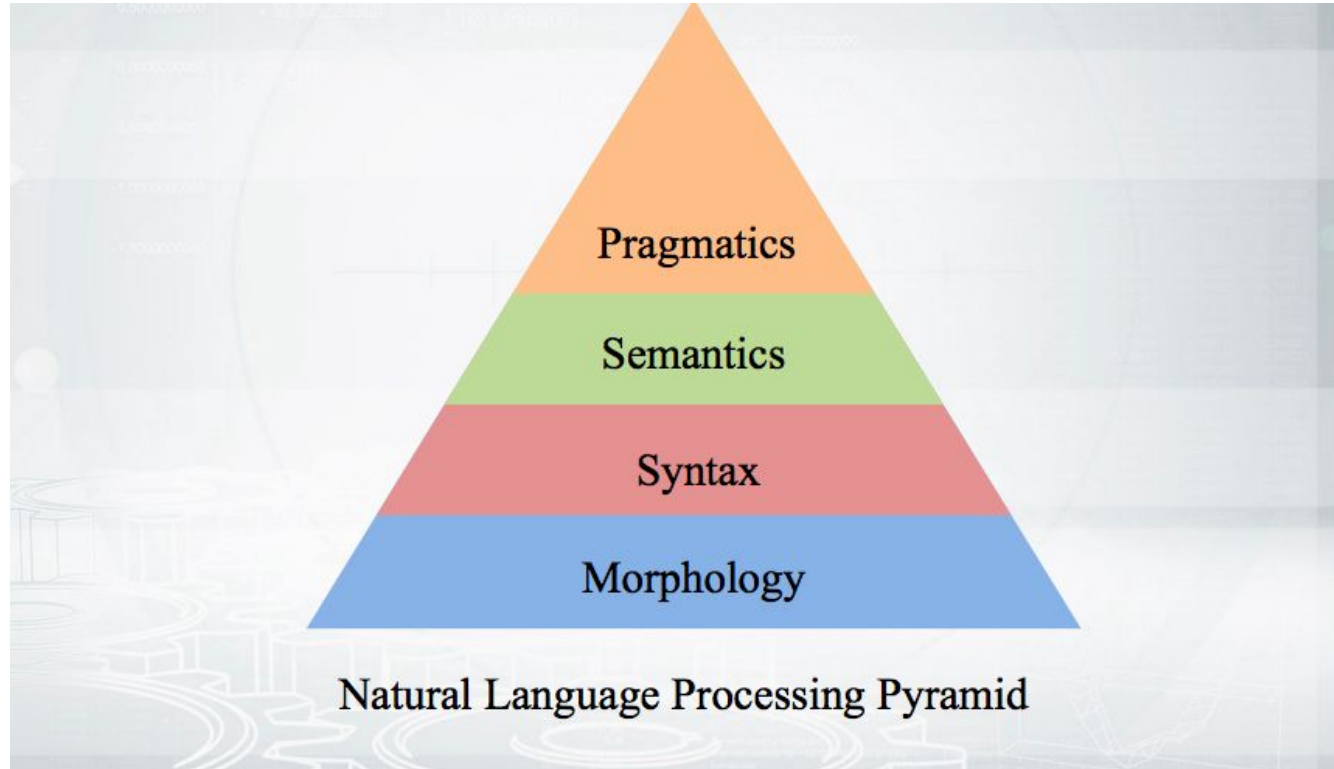 Pragmatics
Semantics
Syntax
Morphology
Natural Language Processing Pyramid